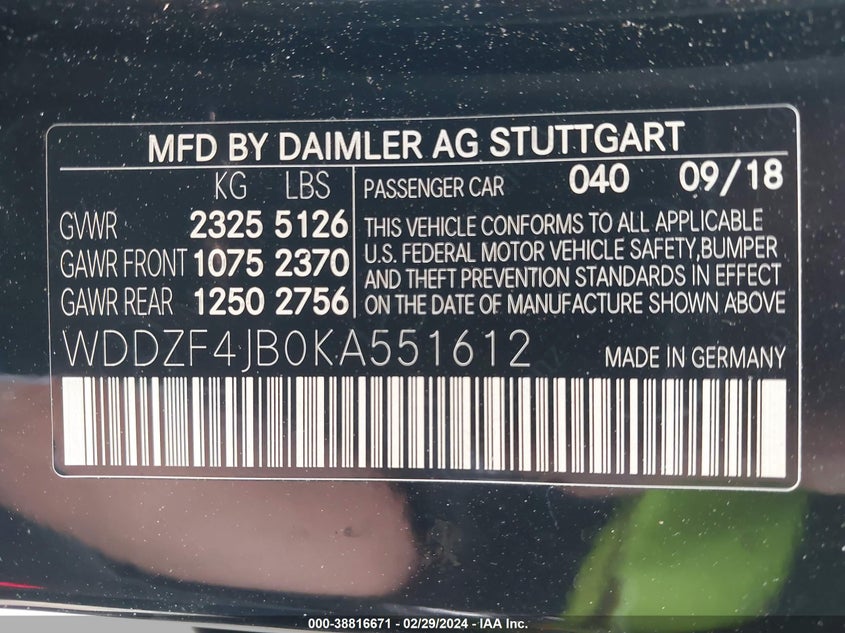 MFD BY DAIMLER AG STUTTGART
KG LBS
GVWR 2325 5126
GAWR FRONT 1075 2370
GAWR REAR 1250 2756
PASSENGER CAR 040 09/18
THIS VEHICLE CONFORMS TO ALL APPLICABLE
U.S. FEDERAL MOTOR VEHICLE SAFETY,BUMPER
AND THEFT PREVENTION STANDARDS IN EFFECT
ON THE DATE OF MANUFACTURE SHOWN ABOVE
WDDZF4JB0KA551612 MADE IN GERMANY
000-38816671 - 02/29/2024 - IAA Inc.